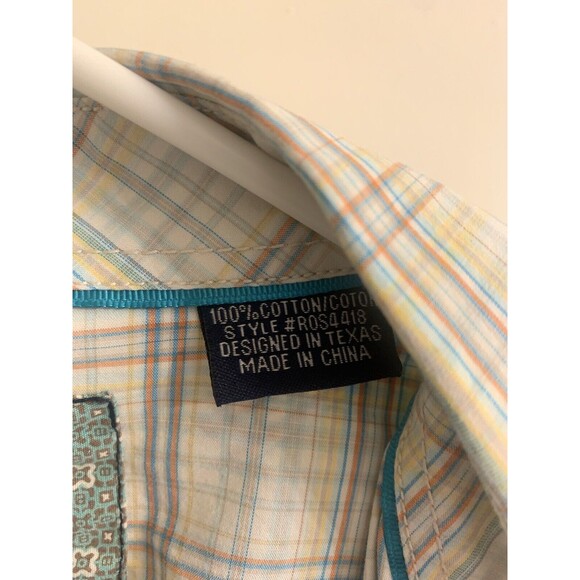 100% COTTON/COTON
STYLE #ROS4418
DESIGNED IN TEXAS
MADE IN CHINA